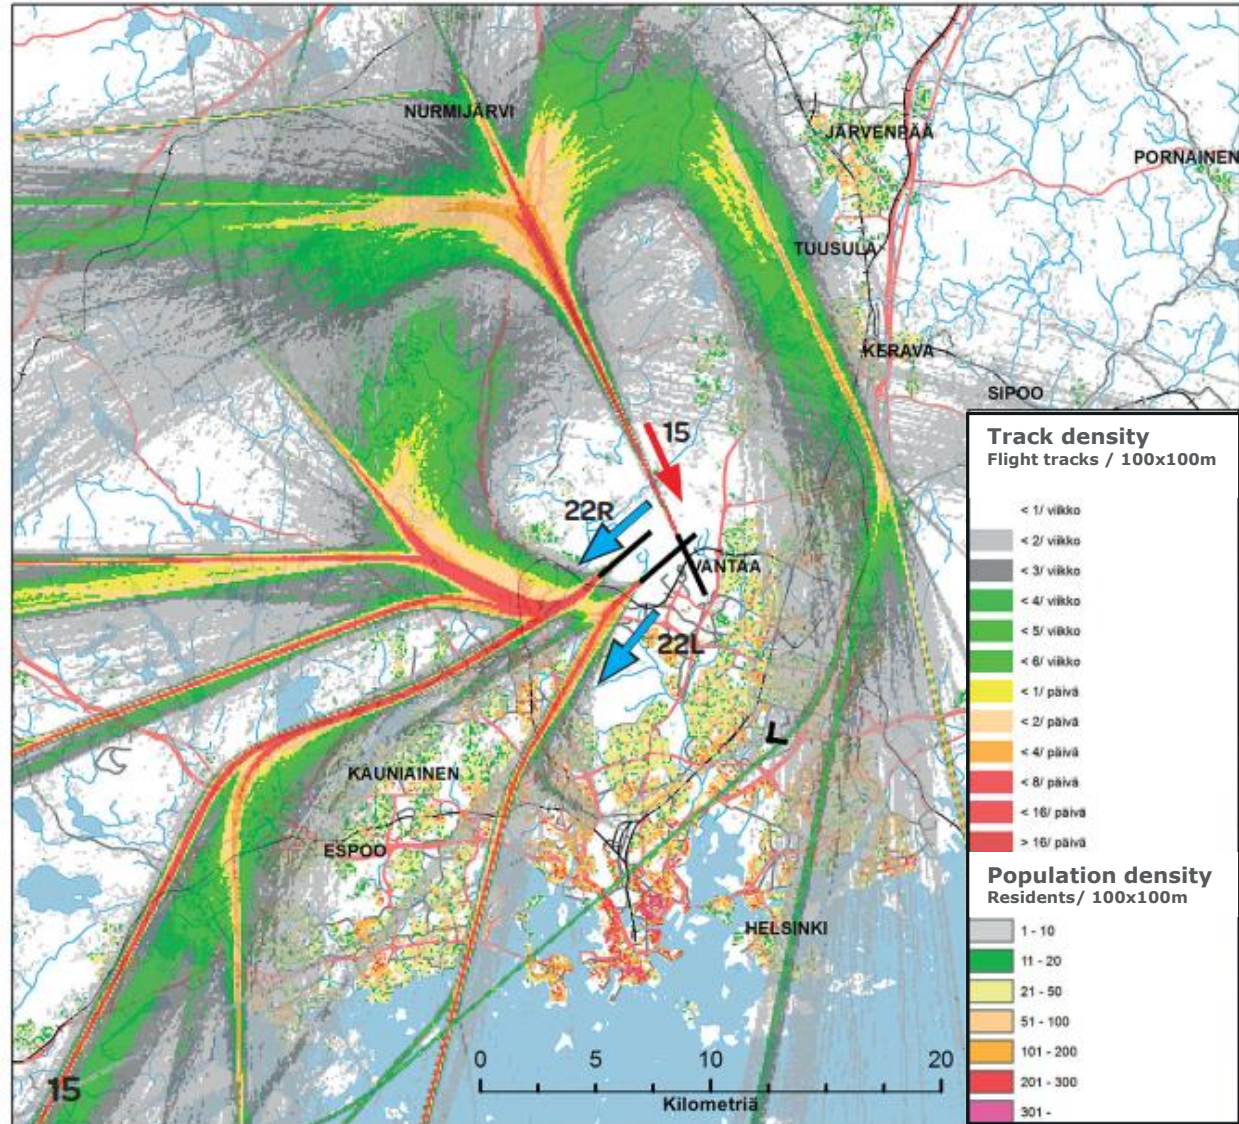 NURMIJÄRVI
JÄRVENPÄÄ
PORNAINEN
TUUSULA
KERAVA
SIPOO
15
22R
VANTAA
22L
KAUNIAINEN
ESPOO
HELSINKI
15
0 5 10 20
Kilometriä
Track density
Flight tracks / 100x100m
< 1/ viikko
< 2/ viikko
< 3/ viikko
< 4/ viikko
< 5/ viikko
< 6/ viikko
< 1/ päivä
< 2/ päivä
< 4/ päivä
< 8/ päivä
< 16/ päivä
> 16/ päivä
Population density
Residents/ 100x100m
1 - 10
11 - 20
21 - 50
51 - 100
101 - 200
201 - 300
301 -